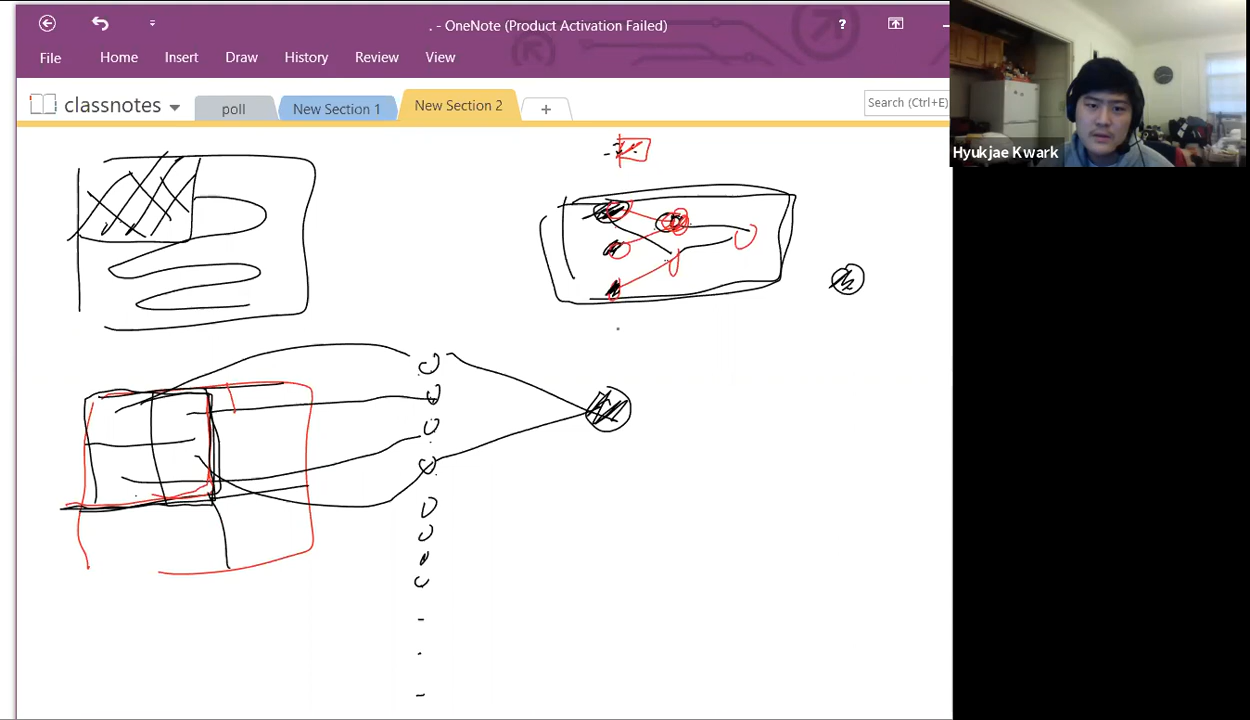 . - OneNote (Product Activation Failed)
?
File Home Insert Draw History Review View
classnotes poll New Section 1 New Section 2 + Search (Ctrl+E)
Hyukjae Kwark